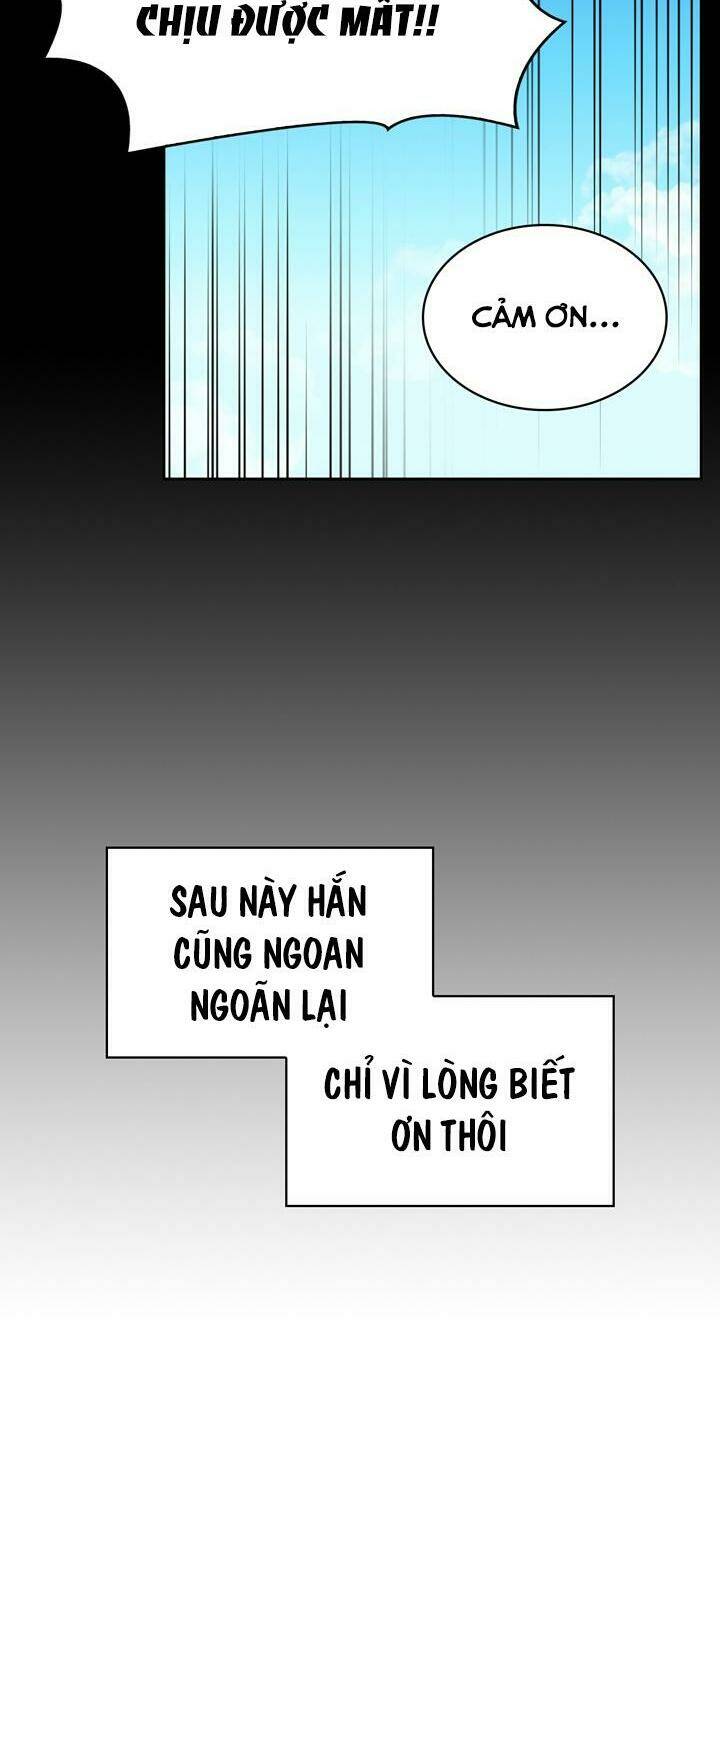 CHỊU ĐƯỢC MẤT!!
CẢM ƠN...
SAU NÀY HẮN
CŨNG NGOAN
NGOÃN LẠI
CHỈ VÌ LÒNG BIẾT
ƠN THÔI